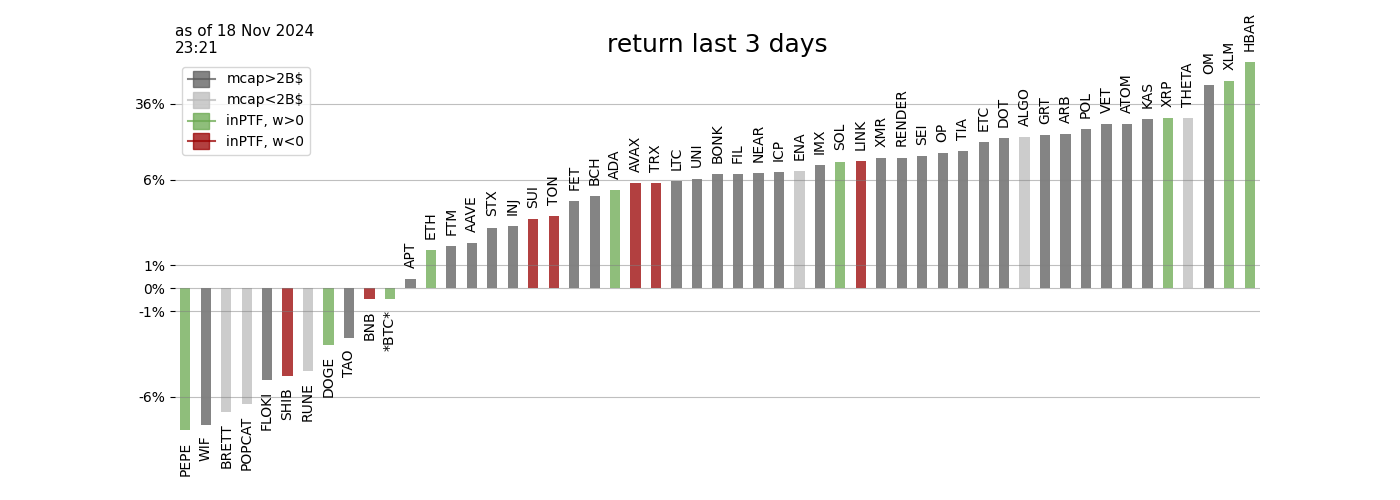 as of 18 Nov 2024
23:21
return last 3 days
mcap>2B$
mcap<2B$
inPTF, w>0
inPTF, w<0
36%
6%
1%
0%
-1%
-6%
PEPE
WIF
BRETT
POPCAT
FLOKI
SHIB
RUNE
DOGE
TAO
BNB
*BTC*
APT
ETH
FTM
AAVE
STX
INJ
SUI
TON
FET
BCH
ADA
AVAX
TRX
LTC
UNI
BONK
FIL
NEAR
ICP
ENA
IMX
SOL
LINK
XMR
RENDER
SEI
OP
TIA
ETC
DOT
ALGO
GRT
ARB
POL
VET
ATOM
KAS
XRP
THETA
OM
XLM
HBAR